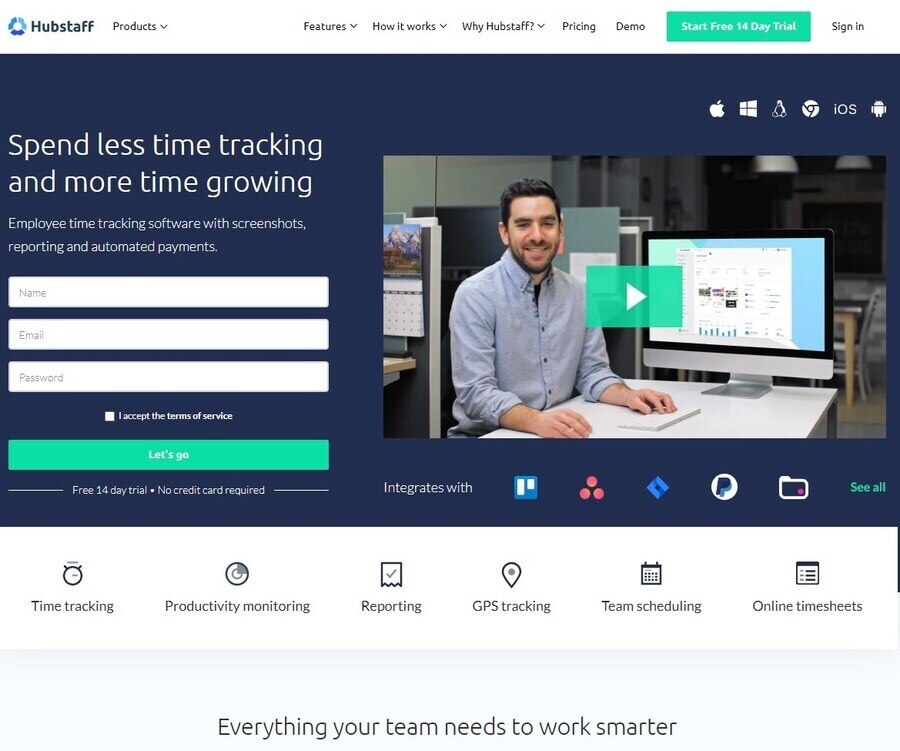 Hubstaff
Products
Features
How it works
Why Hubstaff?
Pricing
Demo
Start Free 14 Day Trial
Sign in
iOS
Spend less time tracking
and more time growing
Employee time tracking software with screenshots,
reporting and automated payments.
Name
Email
Password
I accept the terms of service
Let's go
Free 14 day trial • No credit card required
Integrates with
See all
Time tracking
Productivity monitoring
Reporting
GPS tracking
Team scheduling
Online timesheets
Everything your team needs to work smarter